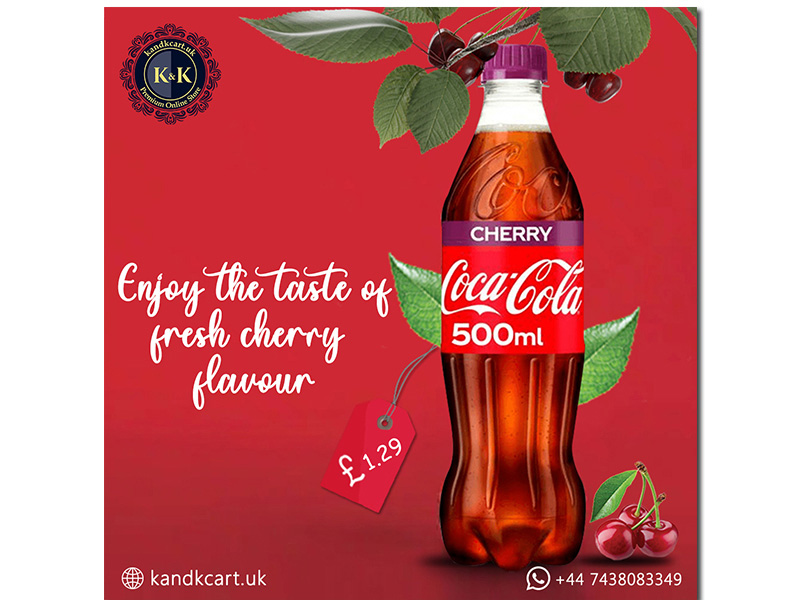 kandkcart.uk
K&K
Premium Online Store
Coca
CHERRY
Coca-Cola
500ml
Enjoy the taste of
fresh cherry
flavour
£1.29
kandkcart.uk
+44 7438083349